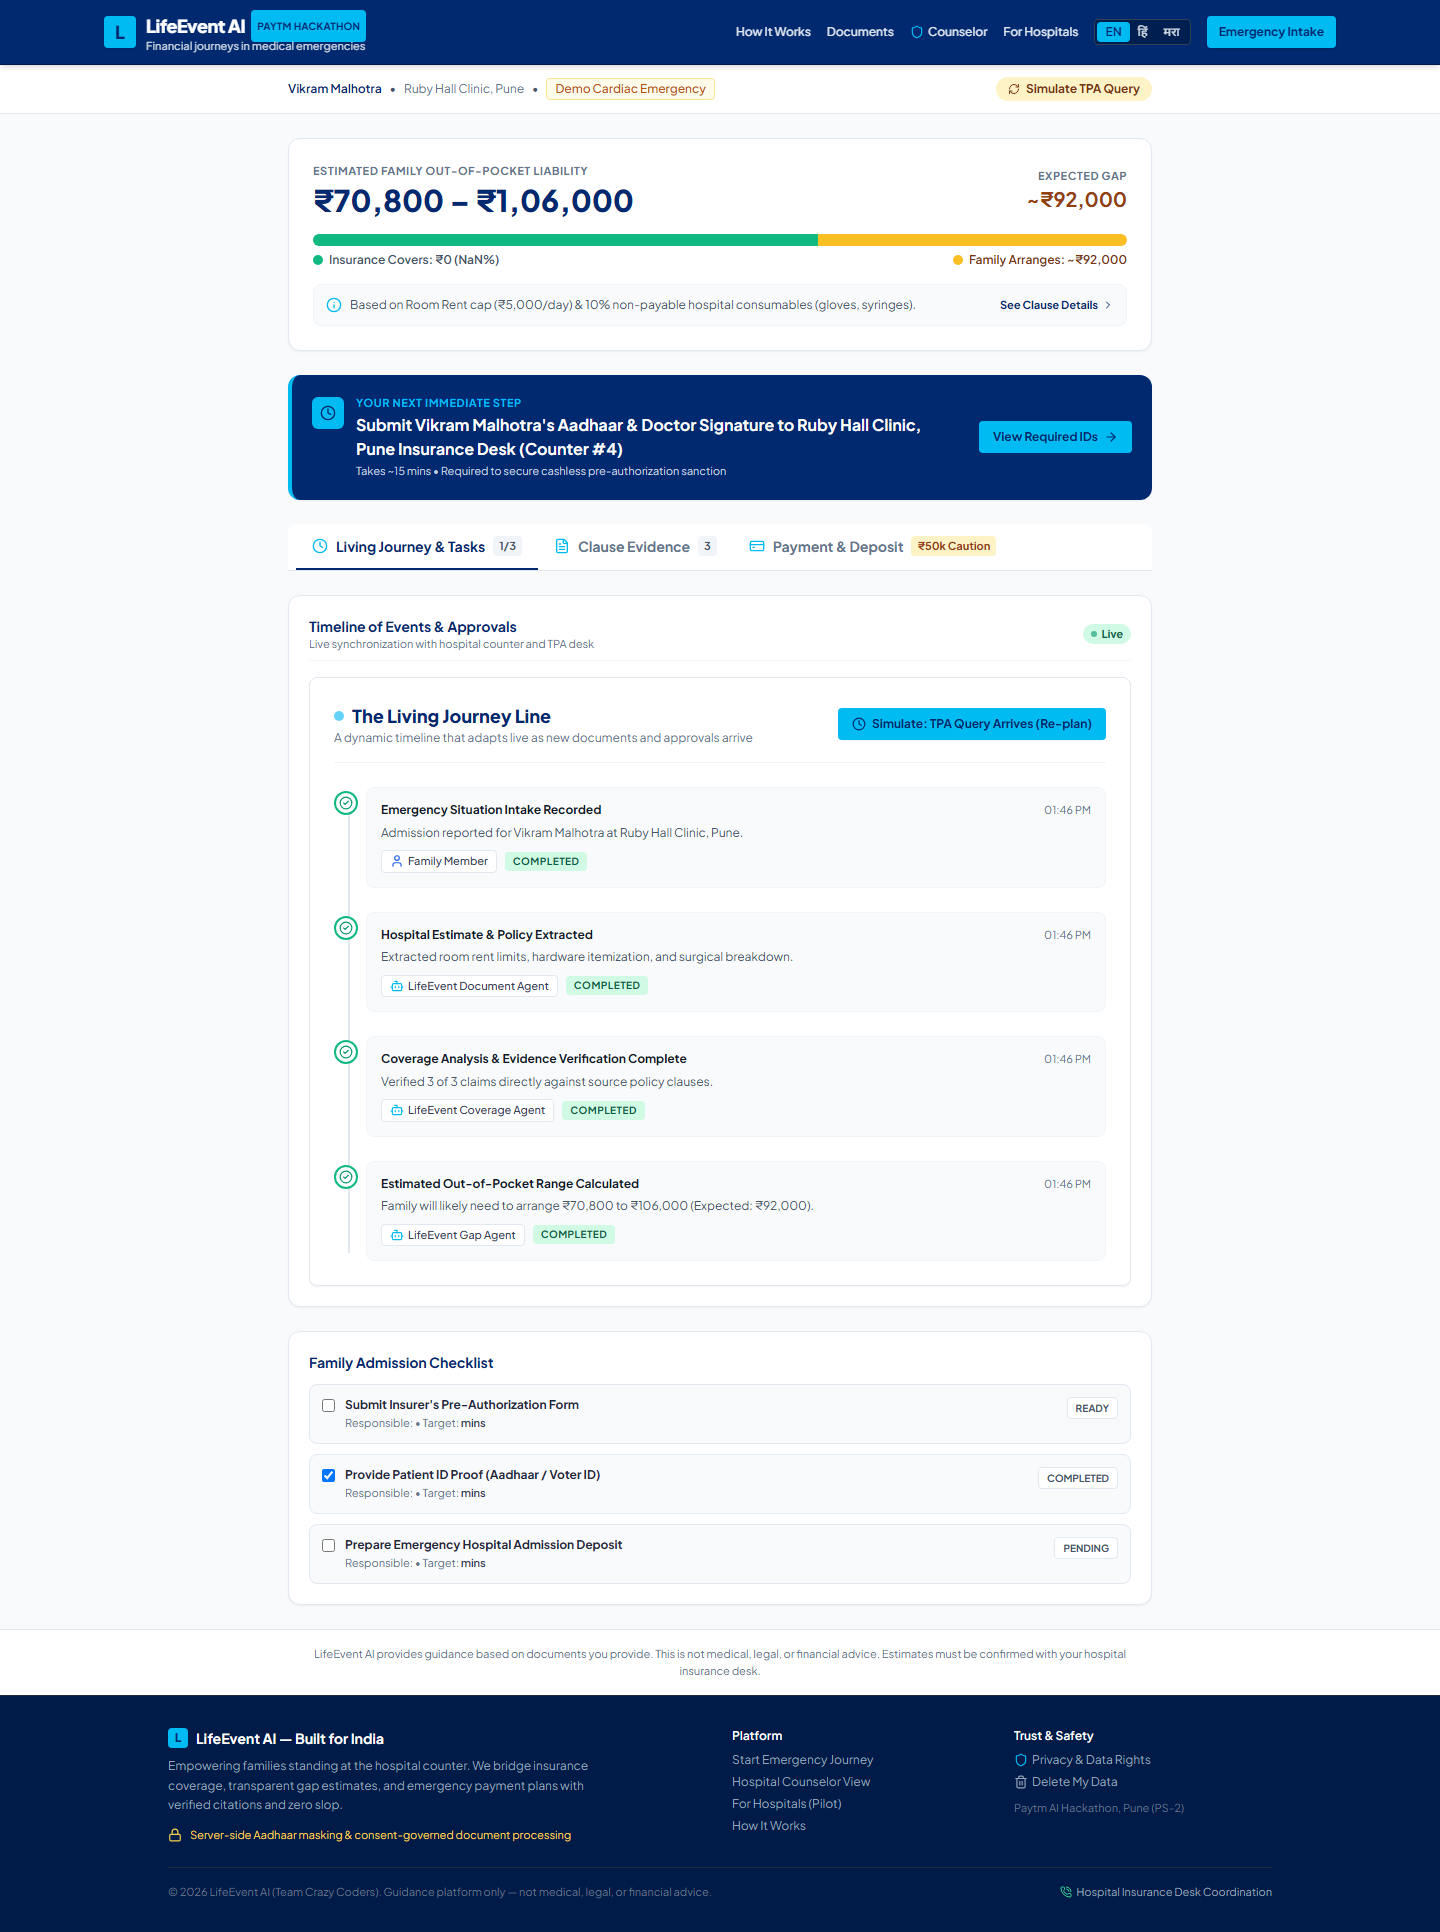 L
LifeEvent AI PAYTM HACKATHON
Financial journeys in medical emergencies
How It Works
Documents
Counselor
For Hospitals
EN हिं मरा
Emergency Intake
Vikram Malhotra • Ruby Hall Clinic, Pune • Demo Cardiac Emergency
Simulate TPA Query
ESTIMATED FAMILY OUT-OF-POCKET LIABILITY
₹70,800 – ₹1,06,000
EXPECTED GAP
~₹92,000
Insurance Covers: ₹0 (NaN%)
Family Arranges: ~₹92,000
Based on Room Rent cap (₹5,000/day) & 10% non-payable hospital consumables (gloves, syringes).
See Clause Details
YOUR NEXT IMMEDIATE STEP
Submit Vikram Malhotra's Aadhaar & Doctor Signature to Ruby Hall Clinic,
Pune Insurance Desk (Counter #4)
Takes ~15 mins • Required to secure cashless pre-authorization sanction
View Required IDs
Living Journey & Tasks 1/3
Clause Evidence 3
Payment & Deposit ₹50k Caution
Timeline of Events & Approvals
Live synchronization with hospital counter and TPA desk
Live
The Living Journey Line
A dynamic timeline that adapts live as new documents and approvals arrive
Simulate: TPA Query Arrives (Re-plan)
Emergency Situation Intake Recorded
01:46 PM
Admission reported for Vikram Malhotra at Ruby Hall Clinic, Pune.
Family Member COMPLETED
Hospital Estimate & Policy Extracted
01:46 PM
Extracted room rent limits, hardware itemization, and surgical breakdown.
LifeEvent Document Agent COMPLETED
Coverage Analysis & Evidence Verification Complete
01:46 PM
Verified 3 of 3 claims directly against source policy clauses.
LifeEvent Coverage Agent COMPLETED
Estimated Out-of-Pocket Range Calculated
01:46 PM
Family will likely need to arrange ₹70,800 to ₹106,000 (Expected: ₹92,000).
LifeEvent Gap Agent COMPLETED
Family Admission Checklist
Submit Insurer's Pre-Authorization Form
READY
Responsible: • Target: mins
Provide Patient ID Proof (Aadhaar / Voter ID)
COMPLETED
Responsible: • Target: mins
Prepare Emergency Hospital Admission Deposit
PENDING
Responsible: • Target: mins
LifeEvent AI provides guidance based on documents you provide. This is not medical, legal, or financial advice. Estimates must be confirmed with your hospital
insurance desk.
L LifeEvent AI — Built for India
Empowering families standing at the hospital counter. We bridge insurance
coverage, transparent gap estimates, and emergency payment plans with
verified citations and zero slop.
Server-side Aadhaar masking & consent-governed document processing
Platform
Start Emergency Journey
Hospital Counselor View
For Hospitals (Pilot)
How It Works
Trust & Safety
Privacy & Data Rights
Delete My Data
Paytm AI Hackathon, Pune (PS-2)
© 2026 LifeEvent AI (Team Crazy Coders). Guidance platform only — not medical, legal, or financial advice.
Hospital Insurance Desk Coordination